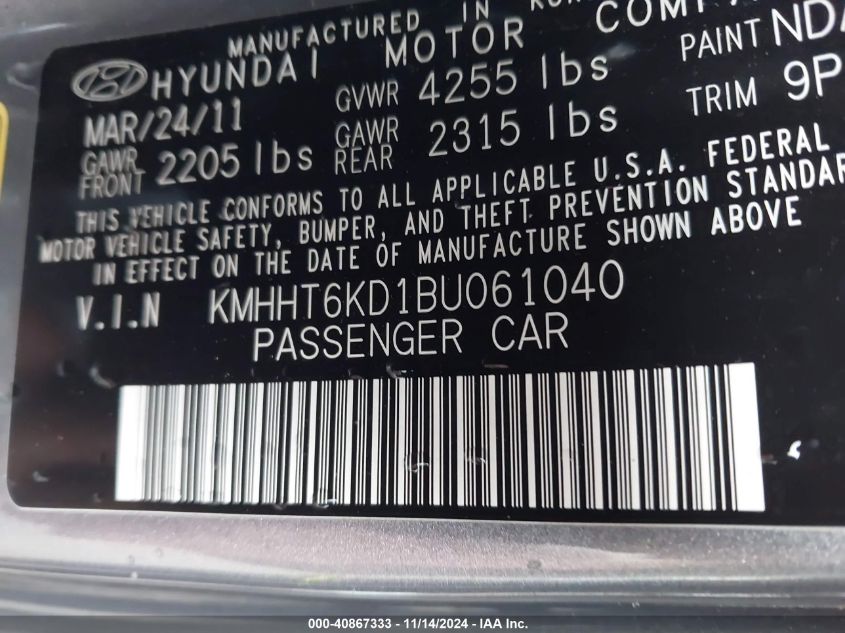 MANUFACTURED IN
HYUNDAI MOTOR
MAR/24/11 GVWR 4255 lbs PAINT
GAWR FRONT 2205 lbs GAWR REAR 2315 lbs TRIM 9P
THIS VEHICLE CONFORMS TO ALL APPLICABLE U.S.A. FEDERAL
MOTOR VEHICLE SAFETY, BUMPER, AND THEFT PREVENTION STANDAR
IN EFFECT ON THE DATE OF MANUFACTURE SHOWN ABOVE
V.I.N KMHHT6KD1BU061040
PASSENGER CAR
000-40867333 - 11/14/2024 - IAA Inc.